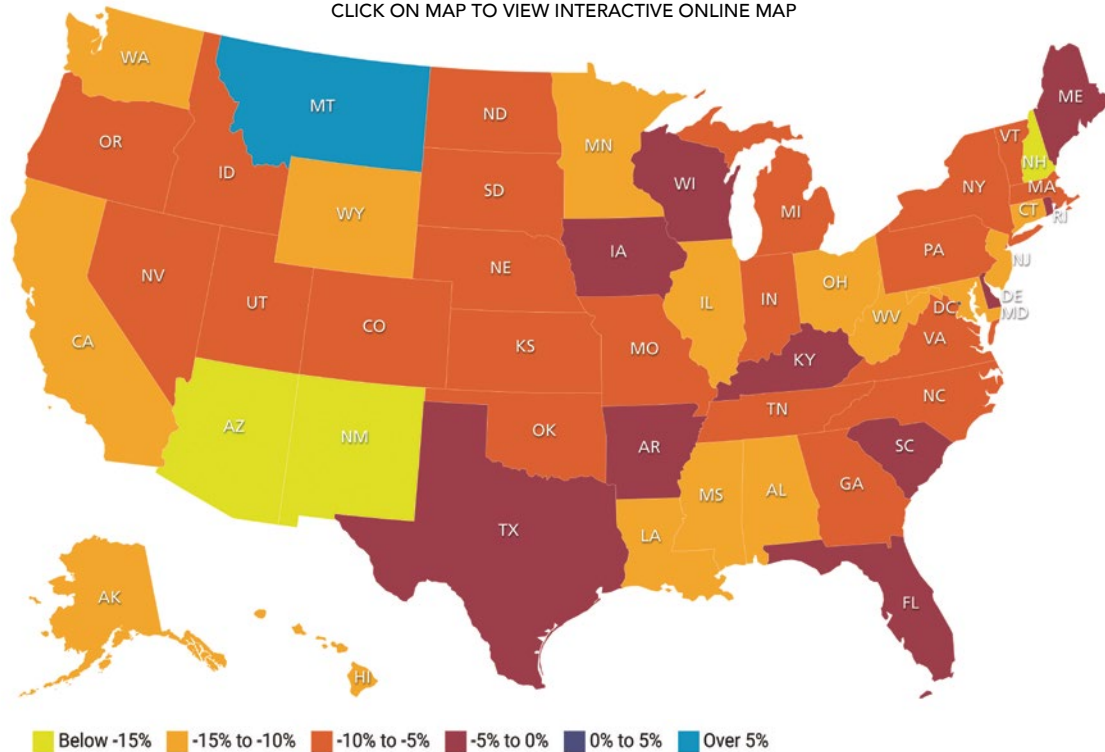 CLICK ON MAP TO VIEW INTERACTIVE ONLINE MAP
WA
MT
ND
MN
ME
OR
ID
SD
WI
VT
NH
WY
MI
NY
MA
CT
RI
IA
NE
PA
NJ
NV
UT
CO
IL
IN
OH
DE
MD
DC
WV
VA
CA
KS
MO
KY
NC
TN
AZ
NM
OK
AR
SC
MS
AL
GA
TX
LA
AK
FL
HI
Below -15% -15% to -10% -10% to -5% -5% to 0% 0% to 5% Over 5%